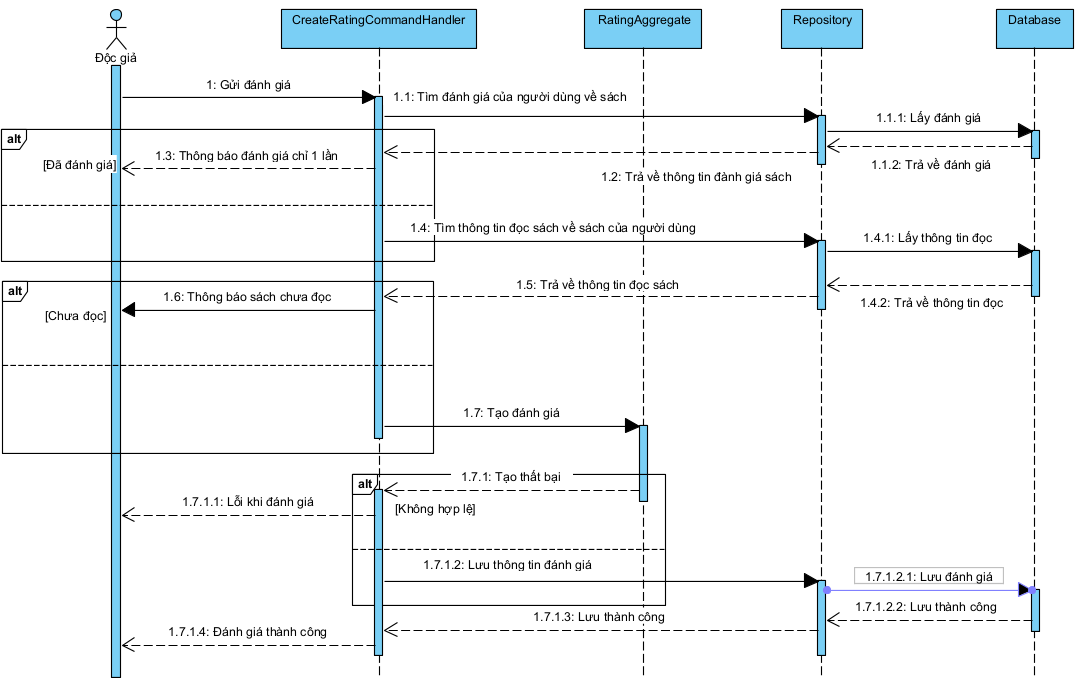 CreateRatingCommandHandler
RatingAggregate
Repository
Database
Độc giả
1: Gửi đánh giá
1.1: Tìm đánh giá của người dùng về sách
1.1.1: Lấy đánh giá
alt
1.3: Thông báo đánh giá chỉ 1 lần
[Đã đánh giá]
1.1.2: Trả về đánh giá
1.2: Trả về thông tin đành giá sách
1.4: Tìm thông tin đọc sách về sách của người dùng
1.4.1: Lấy thông tin đọc
alt
1.6: Thông báo sách chưa đọc
1.5: Trả về thông tin đọc sách
1.4.2: Trả về thông tin đọc
[Chưa đọc]
1.7: Tạo đánh giá
alt
1.7.1: Tạo thất bại
1.7.1.1: Lỗi khi đánh giá
[Không hợp lệ]
1.7.1.2: Lưu thông tin đánh giá
1.7.1.2.1: Lưu đánh giá
1.7.1.2.2: Lưu thành công
1.7.1.3: Lưu thành công
1.7.1.4: Đánh giá thành công